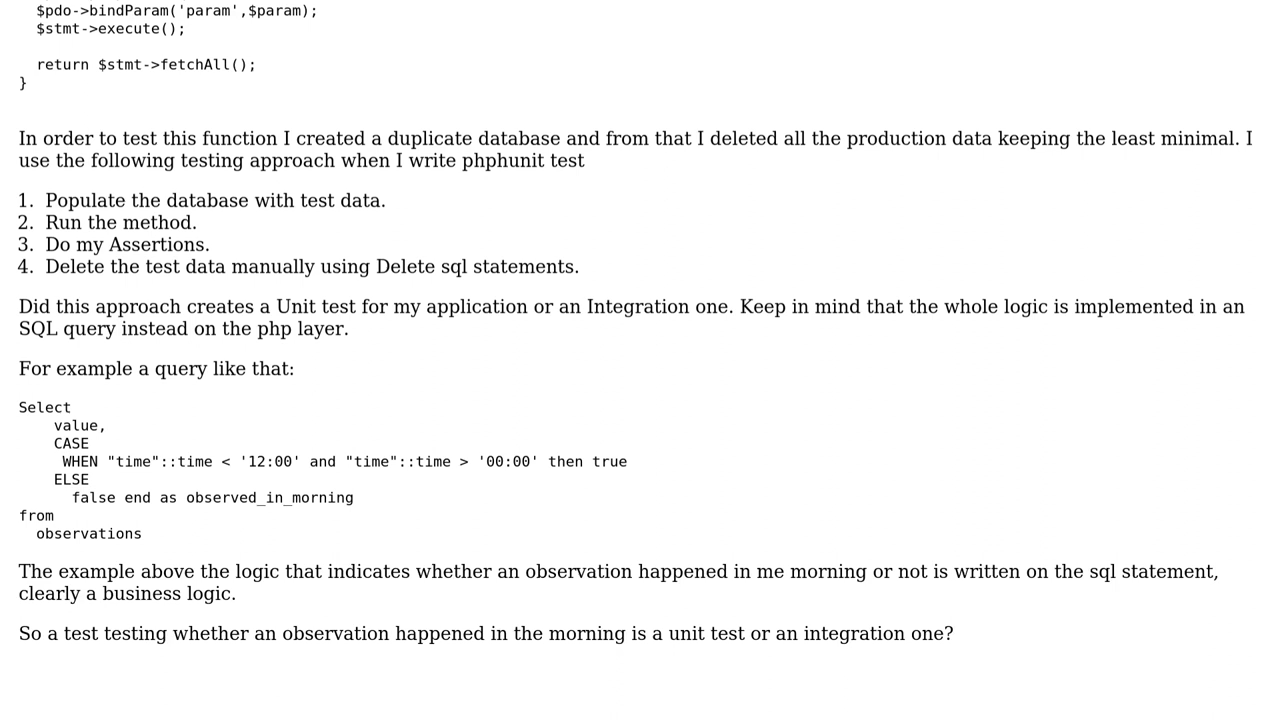 $pdo->bindParam('param',$param);
$stmt->execute();
return $stmt->fetchAll();
}
In order to test this function I created a duplicate database and from that I deleted all the production data keeping the least minimal. I
use the following testing approach when I write phphunit test
1. Populate the database with test data.
2. Run the method.
3. Do my Assertions.
4. Delete the test data manually using Delete sql statements.
Did this approach creates a Unit test for my application or an Integration one. Keep in mind that the whole logic is implemented in an
SQL query instead on the php layer.
For example a query like that:
Select
value,
CASE
WHEN "time"::time < '12:00' and "time"::time > '00:00' then true
ELSE
false end as observed_in_morning
from
observations
The example above the logic that indicates whether an observation happened in me morning or not is written on the sql statement,
clearly a business logic.
So a test testing whether an observation happened in the morning is a unit test or an integration one?